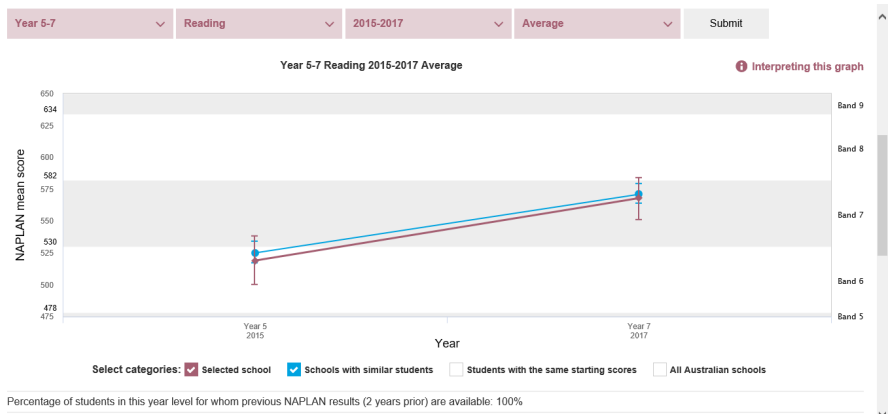 Year 5-7 Reading 2015-2017 Average Submit
Year 5-7 Reading 2015-2017 Average
Interpreting this graph
NAPLAN mean score
650
634
625
600
582
575
550
530
525
500
478
475
Band 9
Band 8
Band 7
Band 6
Band 5
Year 5 Year 7
2015 2017
Year
Select categories: Selected school Schools with similar students Students with the same starting scores All Australian schools
Percentage of students in this year level for whom previous NAPLAN results (2 years prior) are available: 100%